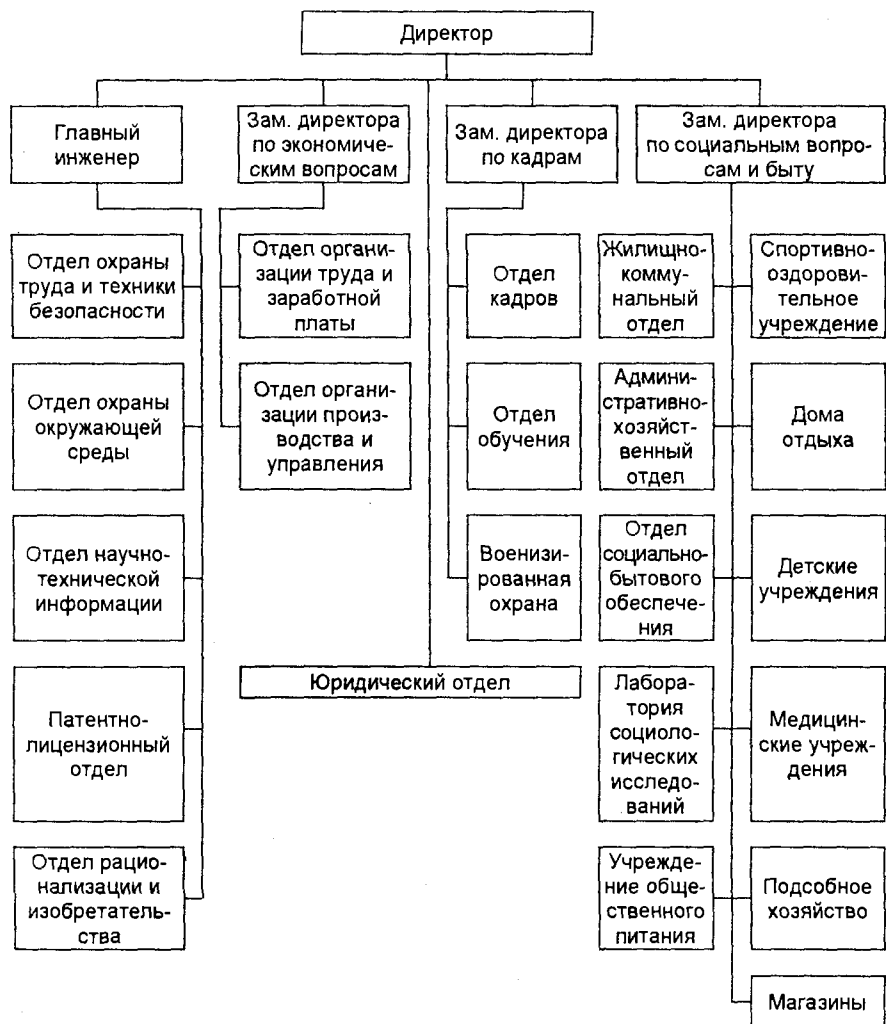 Директор
Главный
инженер
Зам. директора
по экономиче-
ским вопросам
Зам. директора
по кадрам
Зам. директора
по социальным вопро-
сам и быту
Отдел охраны
труда и техники
безопасности
Отдел органи-
зации труда и
заработной
платы
Отдел
кадров
Жилищно-
комму-
нальный
отдел
Спортивно-
оздорови-
тельное
учреждение
Отдел охраны
окружающей
среды
Отдел органи-
зации произ-
водства и
управления
Отдел
обучения
Админи-
стративно-
хозяйст-
венный
отдел
Дома
отдыха
Отдел научно-
технической
информации
Военизи-
рованная
охрана
Отдел
социально-
бытового
обеспече-
ния
Детские
учреждения
Юридический отдел
Патентно-
лицензионный
отдел
Лабора-
тория
социоло-
гических
исследо-
ваний
Медицин-
ские учреж-
дения
Отдел рацио-
нализации и
изобретатель-
ства
Учрежде-
ние обще-
ственного
питания
Подсобное
хозяйство
Магазины